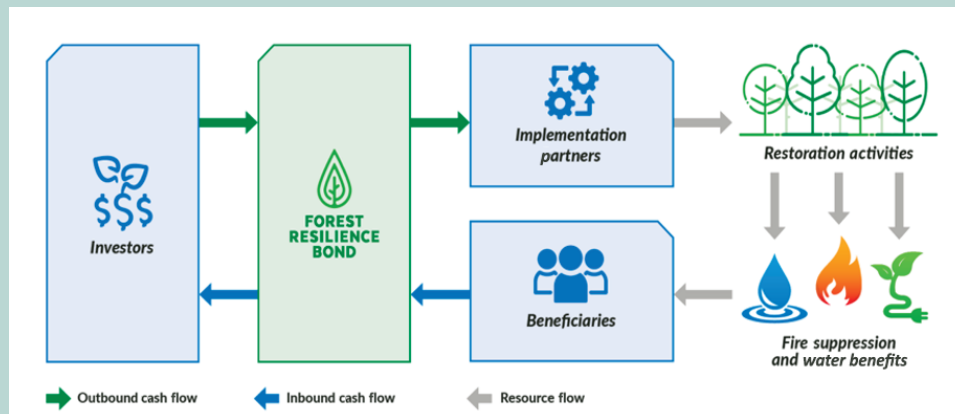 Implementation
partners
Restoration activities
Investors
FOREST
RESILIENCE
BOND
Beneficiaries
Fire suppression
and water benefits
Outbound cash flow
Inbound cash flow
Resource flow